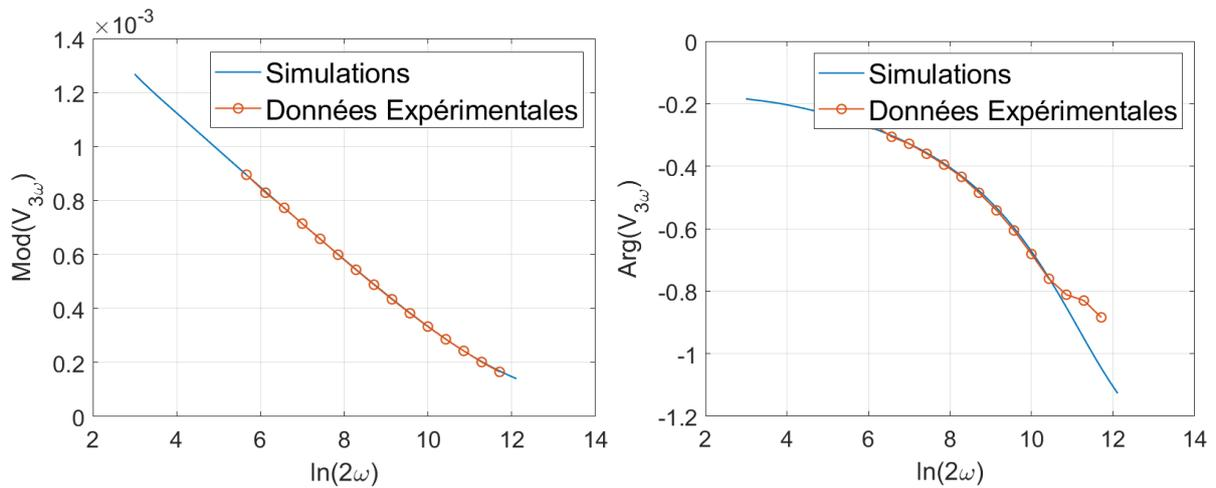 ×10⁻³
1.4
1.2
1
0.8
0.6
0.4
0.2
0
2 4 6 8 10 12 14
Mod(V₃ω)
ln(2ω)
Simulations
Données Expérimentales
0
-0.2
-0.4
-0.6
-0.8
-1
-1.2
2 4 6 8 10 12 14
Arg(V₃ω)
ln(2ω)
Simulations
Données Expérimentales